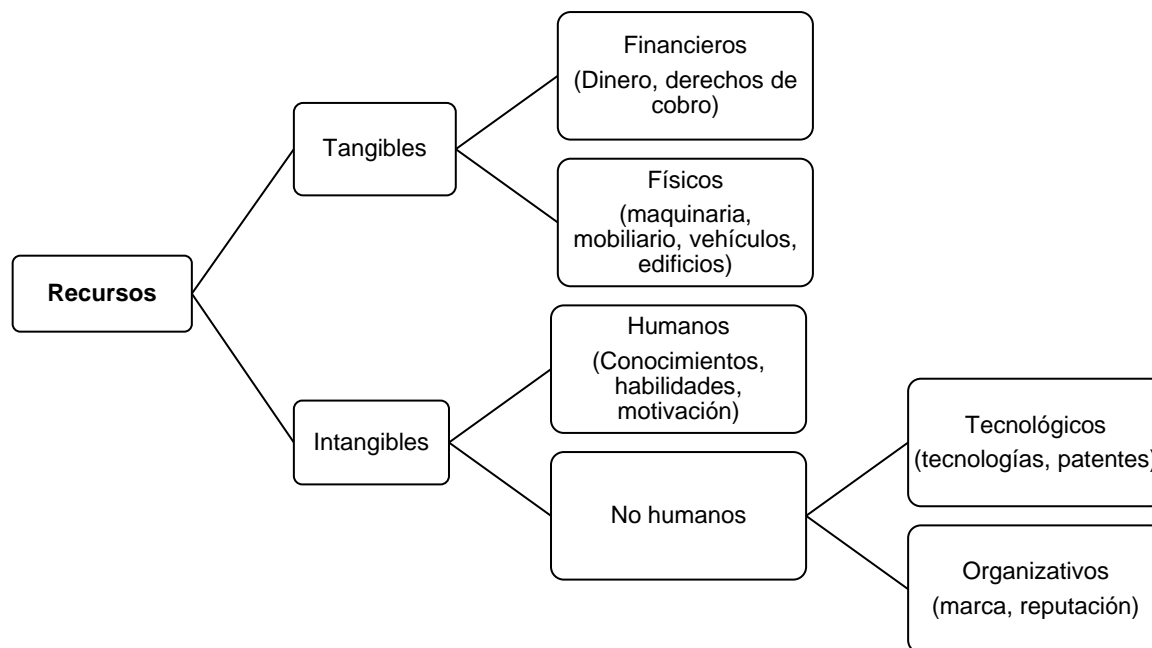 Recursos
Tangibles
Financieros
(Dinero, derechos de
cobro)
Físicos
(maquinaria,
mobiliario, vehículos,
edificios)
Intangibles
Humanos
(Conocimientos,
habilidades,
motivación)
No humanos
Tecnológicos
(tecnologías, patentes)
Organizativos
(marca, reputación)